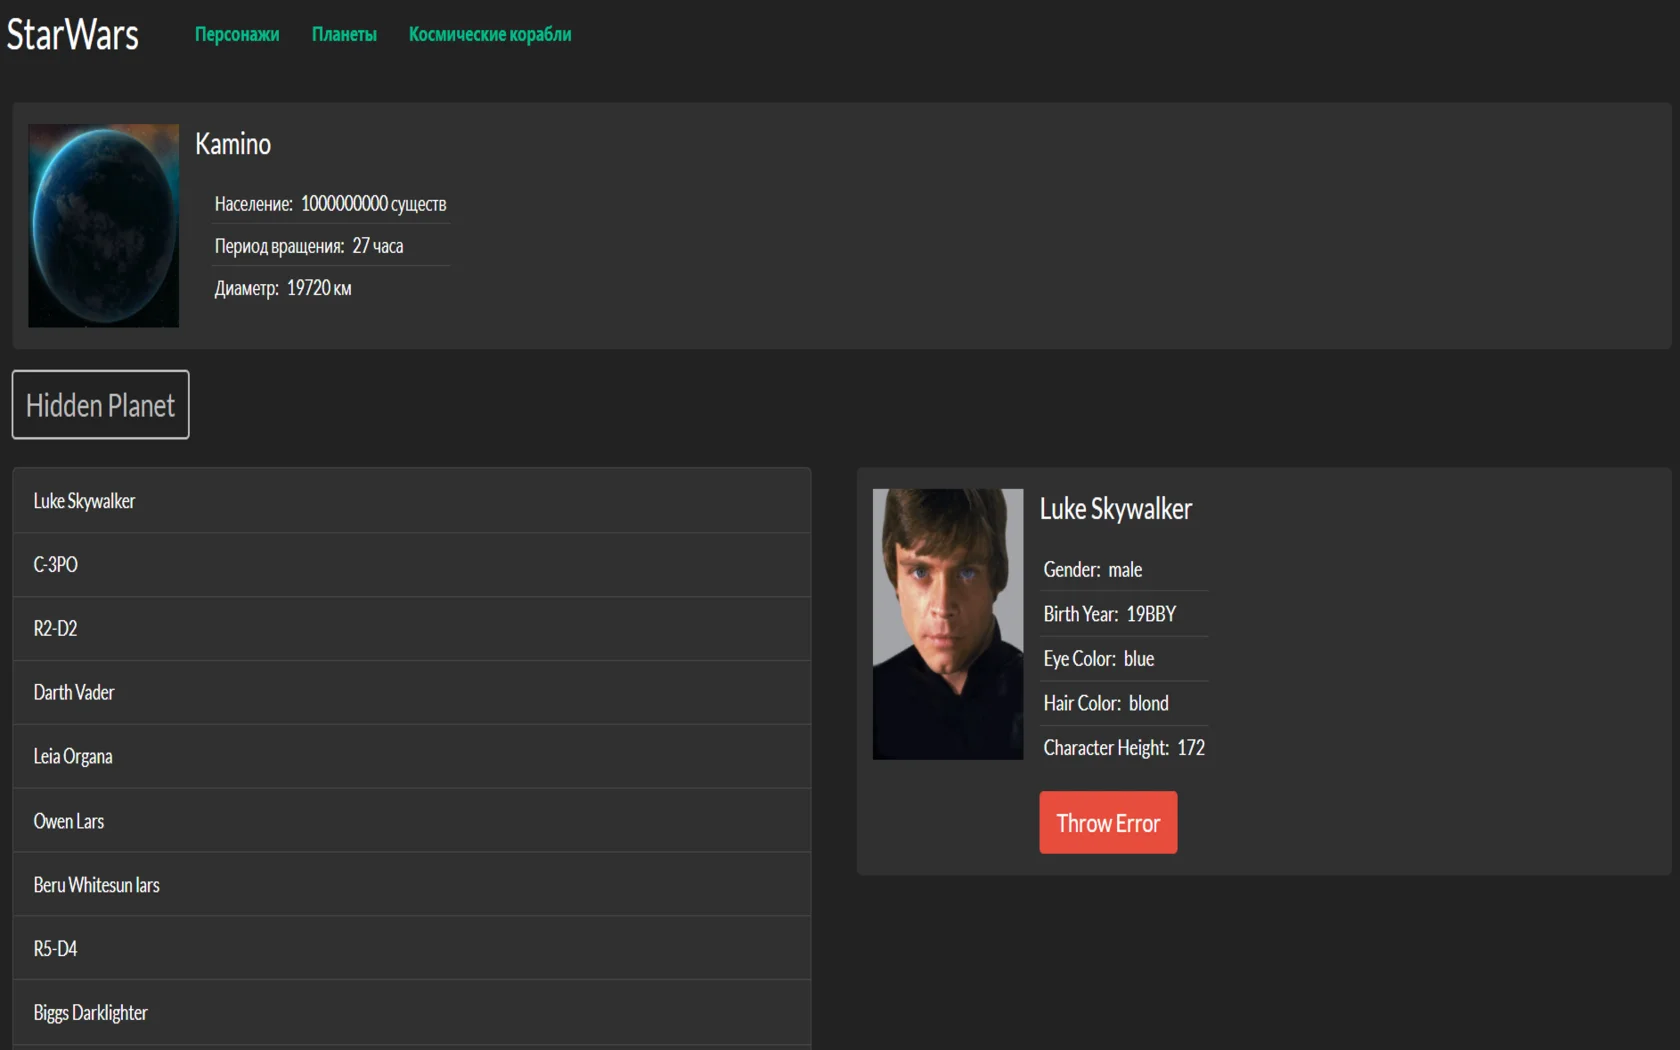 StarWars
Персонажи Планеты Космические корабли
Kamino
Население: 1000000000 существ
Период вращения: 27 часа
Диаметр: 19720 км
Hidden Planet
Luke Skywalker
C-3PO
R2-D2
Darth Vader
Leia Organa
Owen Lars
Beru Whitesun lars
R5-D4
Biggs Darklighter
Luke Skywalker
Gender: male
Birth Year: 19BBY
Eye Color: blue
Hair Color: blond
Character Height: 172
Throw Error